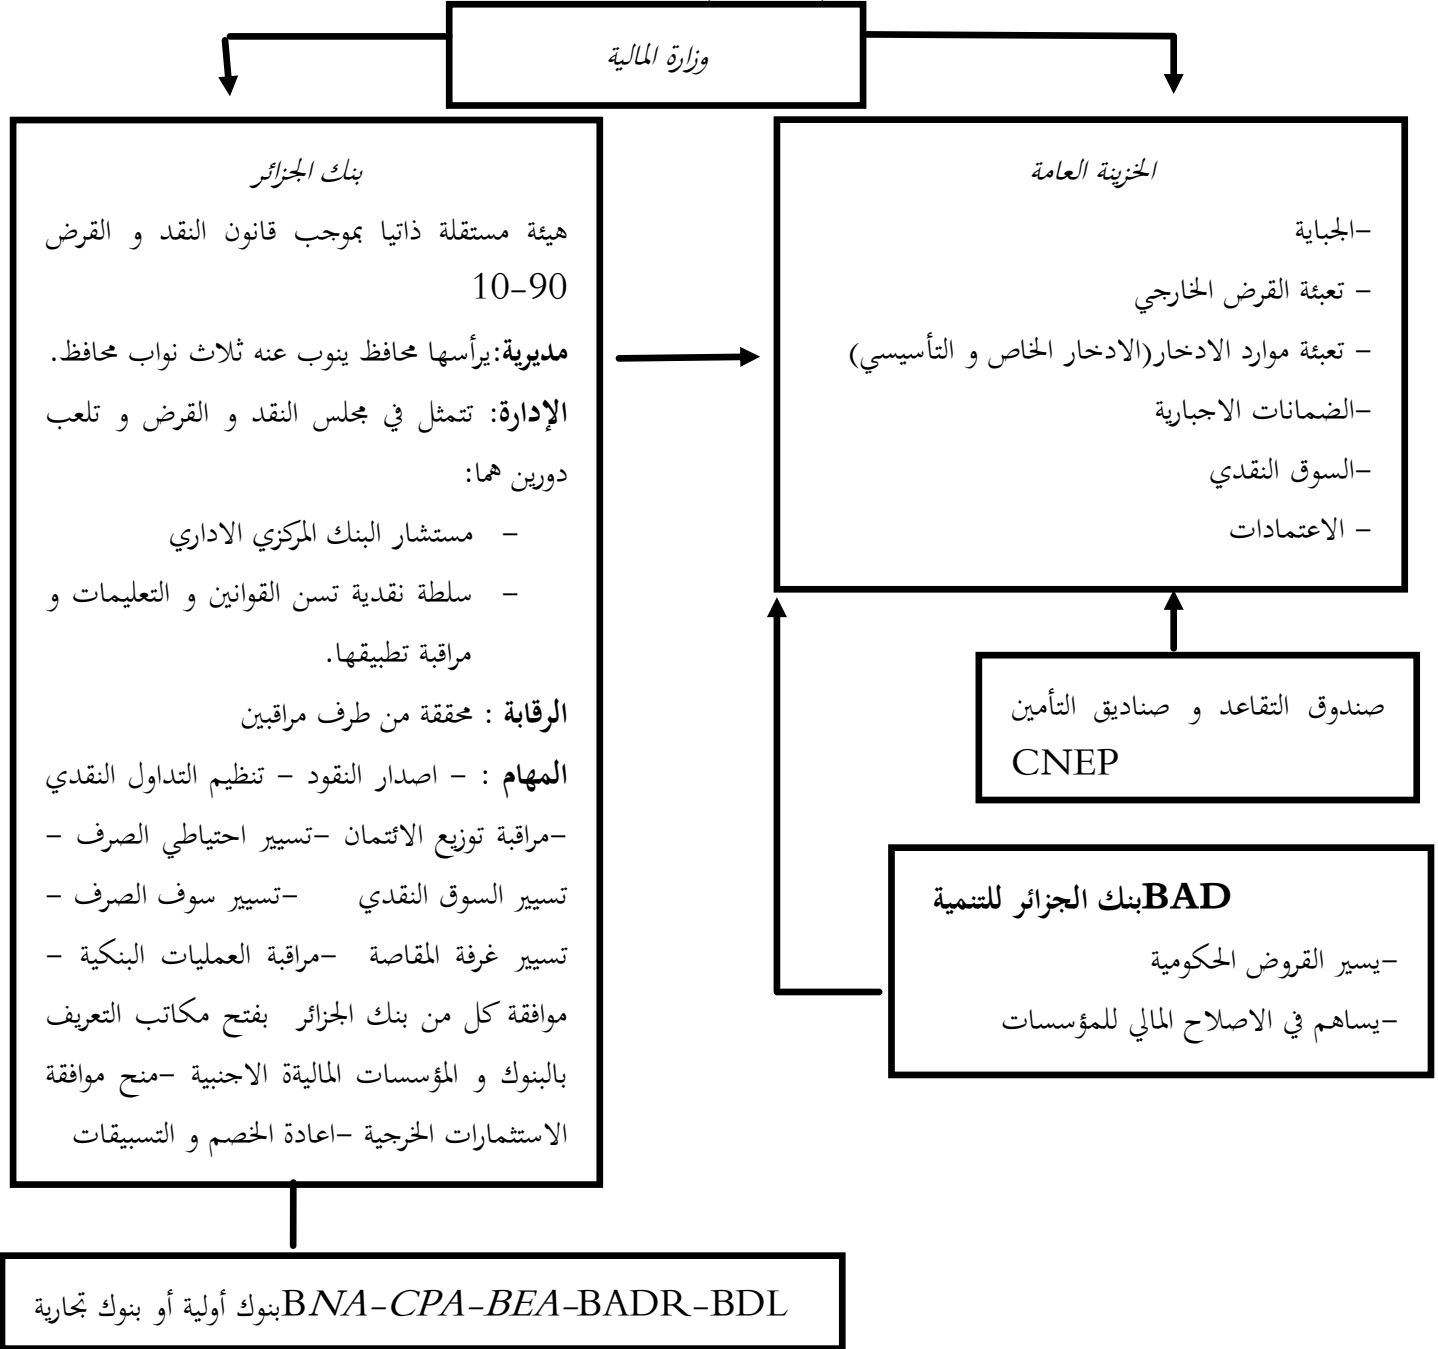 وزارة المالية
الخزينة العامة
-الجباية
- تعبئة القرض الخارجي
- تعبئة موارد الادخار(الادخار الخاص و التأسيسي)
-الضمانات الاجبارية
-السوق النقدي
- الاعتمادات
بنك الجزائر
هيئة مستقلة ذاتيا بموجب قانون النقد و القرض
10-90
مديرية:يرأسها محافظ ينوب عنه ثلاث نواب محافظ.
الإدارة: تتمثل في مجلس النقد و القرض و تلعب
دورين هما:
- مستشار البنك المركزي الاداري
- سلطة نقدية تسن القوانين و التعليمات و
مراقبة تطبيقها.
الرقابة : محققة من طرف مراقبين
المهام : - اصدار النقود - تنظيم التداول النقدي
-مراقبة توزيع الائتمان -تسيير احتياطي الصرف -
تسيير السوق النقدي -تسيير سوف الصرف -
تسيير غرفة المقاصة -مراقبة العمليات البنكية -
موافقة كل من بنك الجزائر بفتح مكاتب التعريف
بالبنوك و المؤسسات الماليةة الاجنبية -منح موافقة
الاستثمارات الخرجية -اعادة الخصم و التسبيقات
صندوق التقاعد و صناديق التأمين
CNEP
BADبنك الجزائر للتنمية
-يسير القروض الحكومية
-يساهم في الاصلاح المالي للمؤسسات
BNA-CPA-BEA-BADR-BDLبنوك أولية أو بنوك تجارية